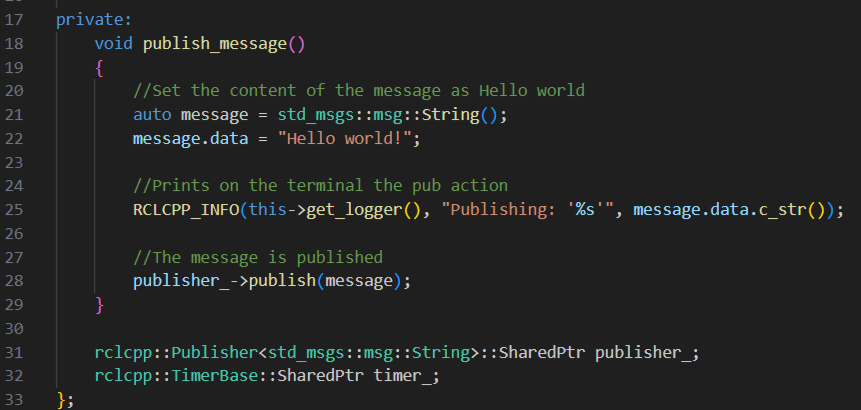 17 private:
18     void publish_message()
19     {
20         //Set the content of the message as Hello world
21         auto message = std_msgs::msg::String();
22         message.data = "Hello world!";
23
24         //Prints on the terminal the pub action
25         RCLCPP_INFO(this->get_logger(), "Publishing: '%s'", message.data.c_str());
26
27         //The message is published
28         publisher_->publish(message);
29     }
30
31     rclcpp::Publisher<std_msgs::msg::String>::SharedPtr publisher_;
32     rclcpp::TimerBase::SharedPtr timer_;
33 };